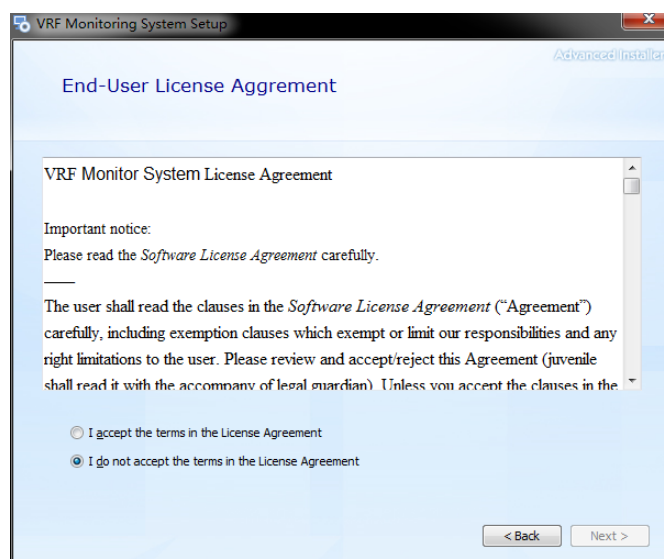 VRF Monitoring System Setup
Advanced Installer
End-User License Aggrement
VRF Monitor System License Agreement
Important notice:
Please read the Software License Agreement carefully.
The user shall read the clauses in the Software License Agreement (“Agreement”)
carefully, including exemption clauses which exempt or limit our responsibilities and any
right limitations to the user. Please review and accept/reject this Agreement (juvenile
shall read it with the accompany of legal guardian). Unless you accept the clauses in the
I accept the terms in the License Agreement
I do not accept the terms in the License Agreement
< Back
Next >